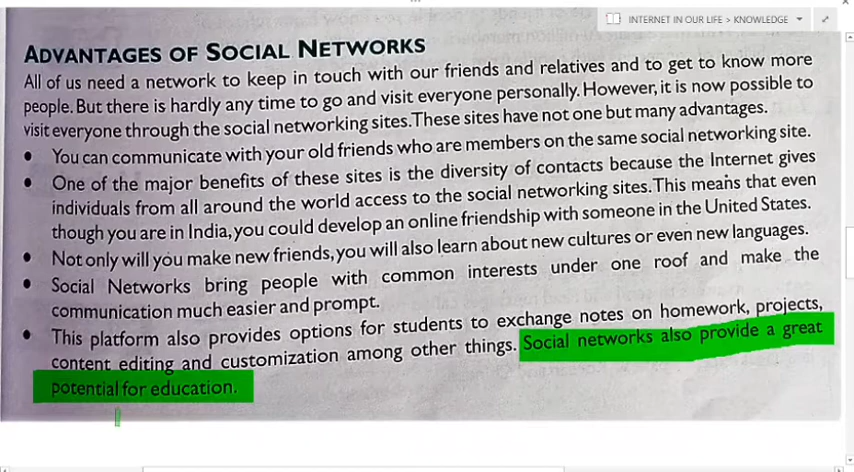 INTERNET IN OUR LIFE > KNOWLEDGE
ADVANTAGES OF SOCIAL NETWORKS
All of us need a network to keep in touch with our friends and relatives and to get to know more
people. But there is hardly any time to go and visit everyone personally. However, it is now possible to
visit everyone through the social networking sites. These sites have not one but many advantages.
• You can communicate with your old friends who are members on the same social networking site.
• One of the major benefits of these sites is the diversity of contacts because the Internet gives
individuals from all around the world access to the social networking sites. This means that even
though you are in India, you could develop an online friendship with someone in the United States.
• Not only will you make new friends, you will also learn about new cultures or even new languages.
• Social Networks bring people with common interests under one roof and make the
communication much easier and prompt.
• This platform also provides options for students to exchange notes on homework, projects,
content editing and customization among other things. Social networks also provide a great
potential for education.